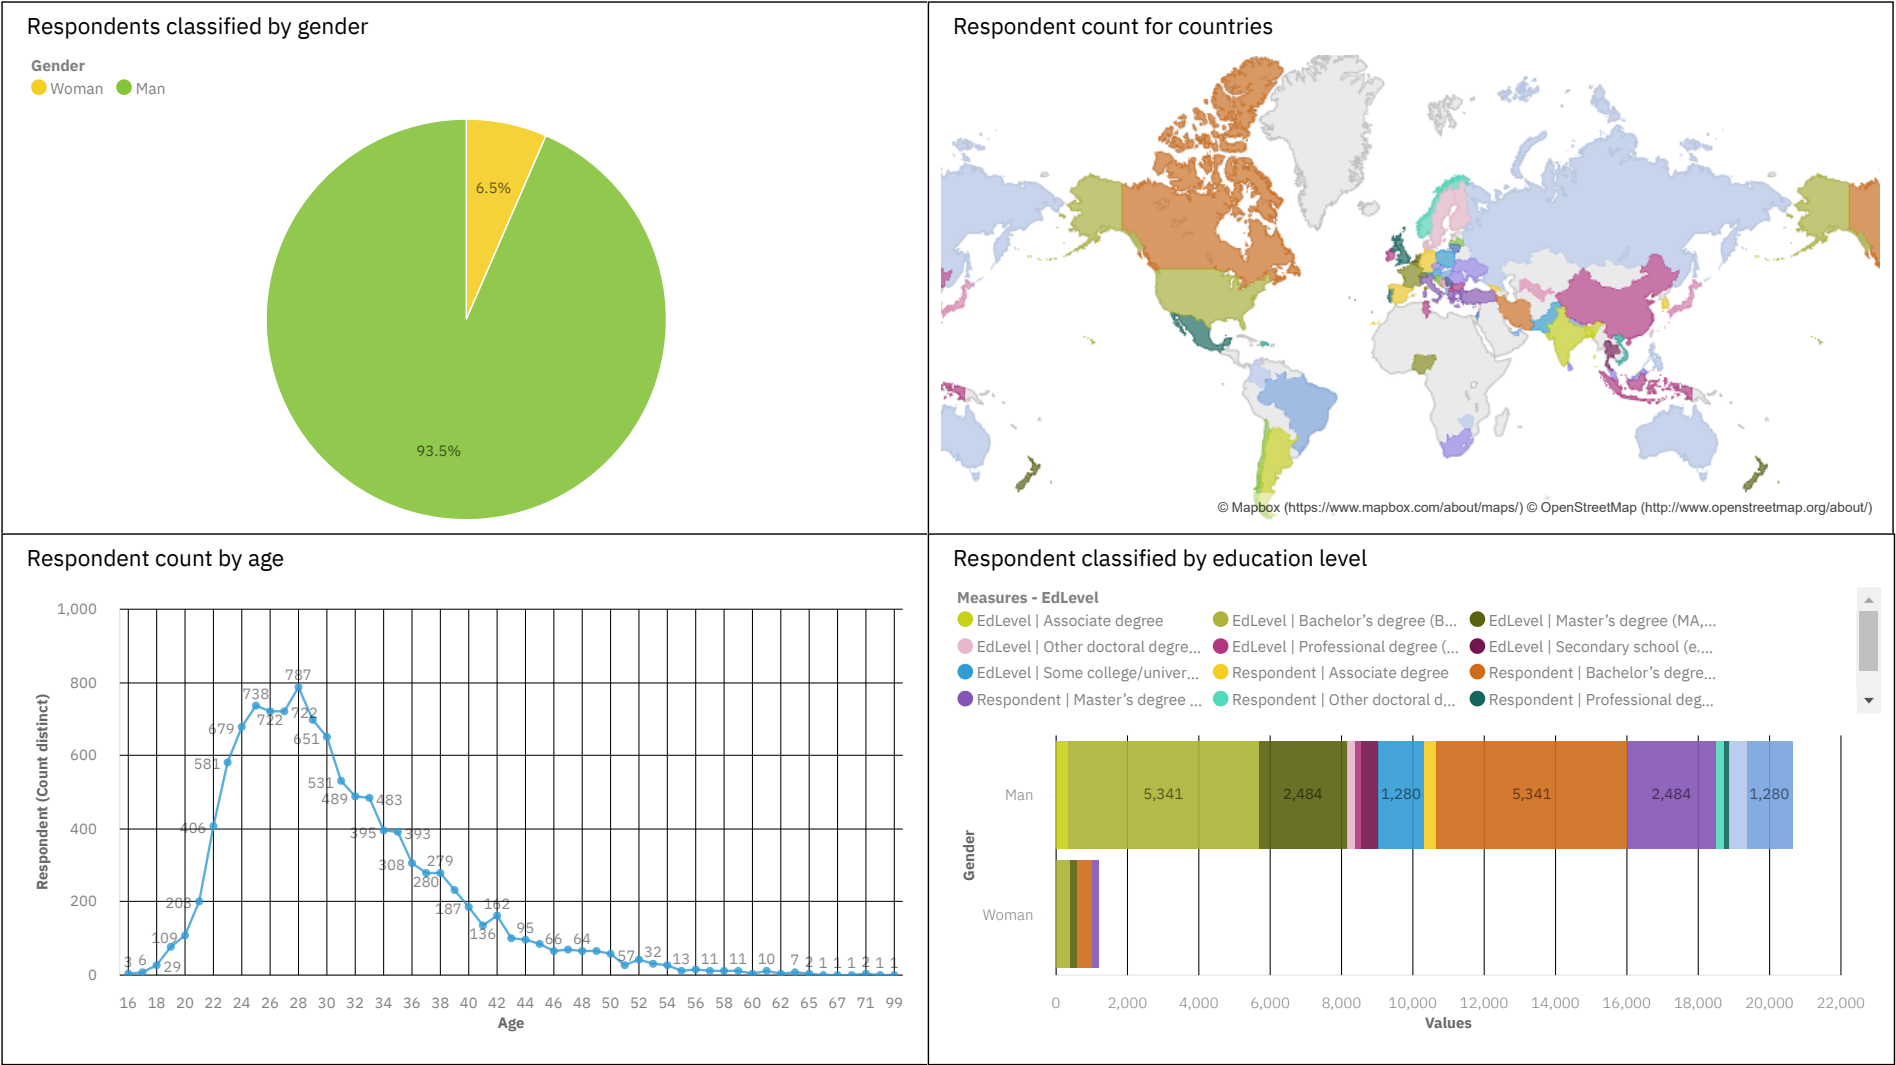 Respondents classified by gender
Gender
Woman Man
6.5%
93.5%
Respondent count for countries
© Mapbox (https://www.mapbox.com/about/maps/) © OpenStreetMap (http://www.openstreetmap.org/about/)
Respondent count by age
Respondent (Count distinct)
1,000
800
600
400
200
0
3 6 29 109 203 406 581 679 738 722 722 787 651 531 489 483 395 393 308 280 279 187 136 162 95 66 64 57 32 13 11 11 10 7 2 1 1 1 2 1 1
16 18 20 22 24 26 28 30 32 34 36 38 40 42 44 46 48 50 52 54 56 58 60 62 65 67 71 99
Age
Respondent classified by education level
Measures - EdLevel
EdLevel | Associate degree EdLevel | Bachelor’s degree (B... EdLevel | Master’s degree (MA,...
EdLevel | Other doctoral degre... EdLevel | Professional degree (... EdLevel | Secondary school (e....
EdLevel | Some college/univer... Respondent | Associate degree Respondent | Bachelor’s degre...
Respondent | Master’s degree ... Respondent | Other doctoral d... Respondent | Professional deg...
Gender
Man 5,341 2,484 1,280 5,341 2,484 1,280
Woman
0 2,000 4,000 6,000 8,000 10,000 12,000 14,000 16,000 18,000 20,000 22,000
Values